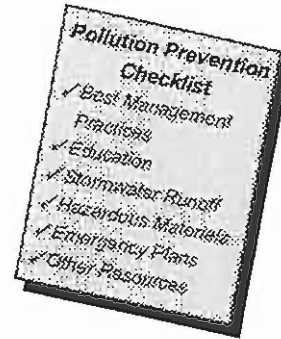 Pollution Prevention
Checklist
✓ Best Management
Practices
✓ Education
✓ Stormwater Runoff
✓ Hazardous Materials
✓ Emergency Plans
✓ Other Resources